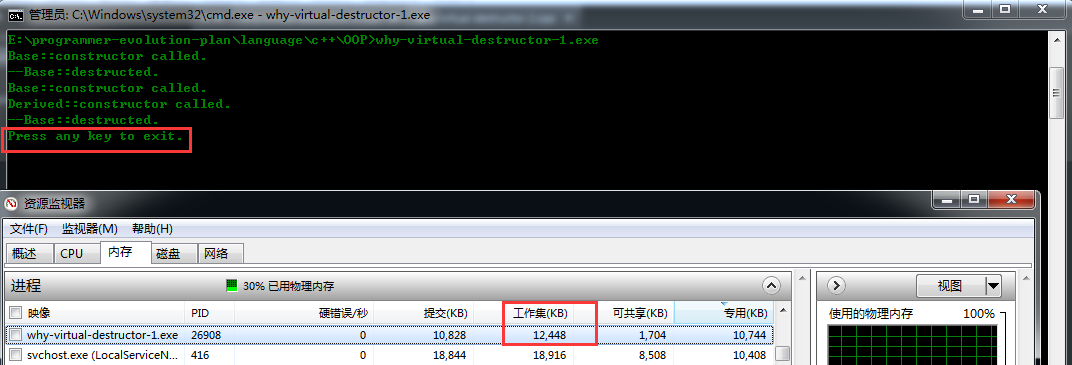 管理员: C:\Windows\system32\cmd.exe - why-virtual-destructor-1.exe
E:\programmer-evolution-plan\language\c++\OOP>why-virtual-destructor-1.exe
Base::constructor called.
--Base::destructed.
Base::constructor called.
Derived::constructor called.
--Base::destructed.
Press any key to exit.
资源监视器
文件(F) 监视器(M) 帮助(H)
概述 CPU 内存 磁盘 网络
进程 30% 已用物理内存 视图
映像 PID 硬错误/秒 提交(KB) 工作集(KB) 可共享(KB) 专用(KB) 使用的物理内存 100%
why-virtual-destructor-1.exe 26908 0 10,828 12,448 1,704 10,744
svchost.exe (LocalServiceN... 416 0 18,844 18,916 8,508 10,408